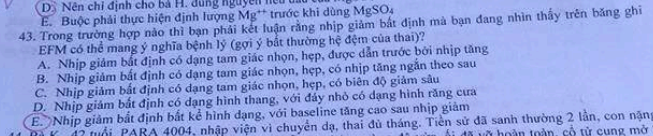 D. Nên chỉ định cho bà H. dùng nguyên
E. Buộc phải thực hiện định lượng Mg⁺⁺ trước khi dùng MgSO₄
43. Trong trường hợp nào thì bạn phải kết luận rằng nhịp giảm bất định mà bạn đang nhìn thấy trên băng ghi
EFM có thể mang ý nghĩa bệnh lý (gợi ý bất thường hệ đệm của thai)?
A. Nhịp giảm bất định có dạng tam giác nhọn, hẹp, được dẫn trước bởi nhịp tăng
B. Nhịp giảm bất định có dạng tam giác nhọn, hẹp, có nhịp tăng ngắn theo sau
C. Nhịp giảm bất định có dạng tam giác nhọn, hẹp, có biên độ giảm sâu
D. Nhịp giảm bất định có dạng hình thang, với đáy nhỏ có dạng hình răng cưa
E. Nhịp giảm bất định bất kể hình dạng, với baseline tăng cao sau nhịp giảm
42 tuổi, PARA 4004, nhập viện vì chuyển dạ, thai đủ tháng. Tiền sử đã sanh thường 2 lần, con nặng
vỡ hoàn toàn, cổ tử cung mở